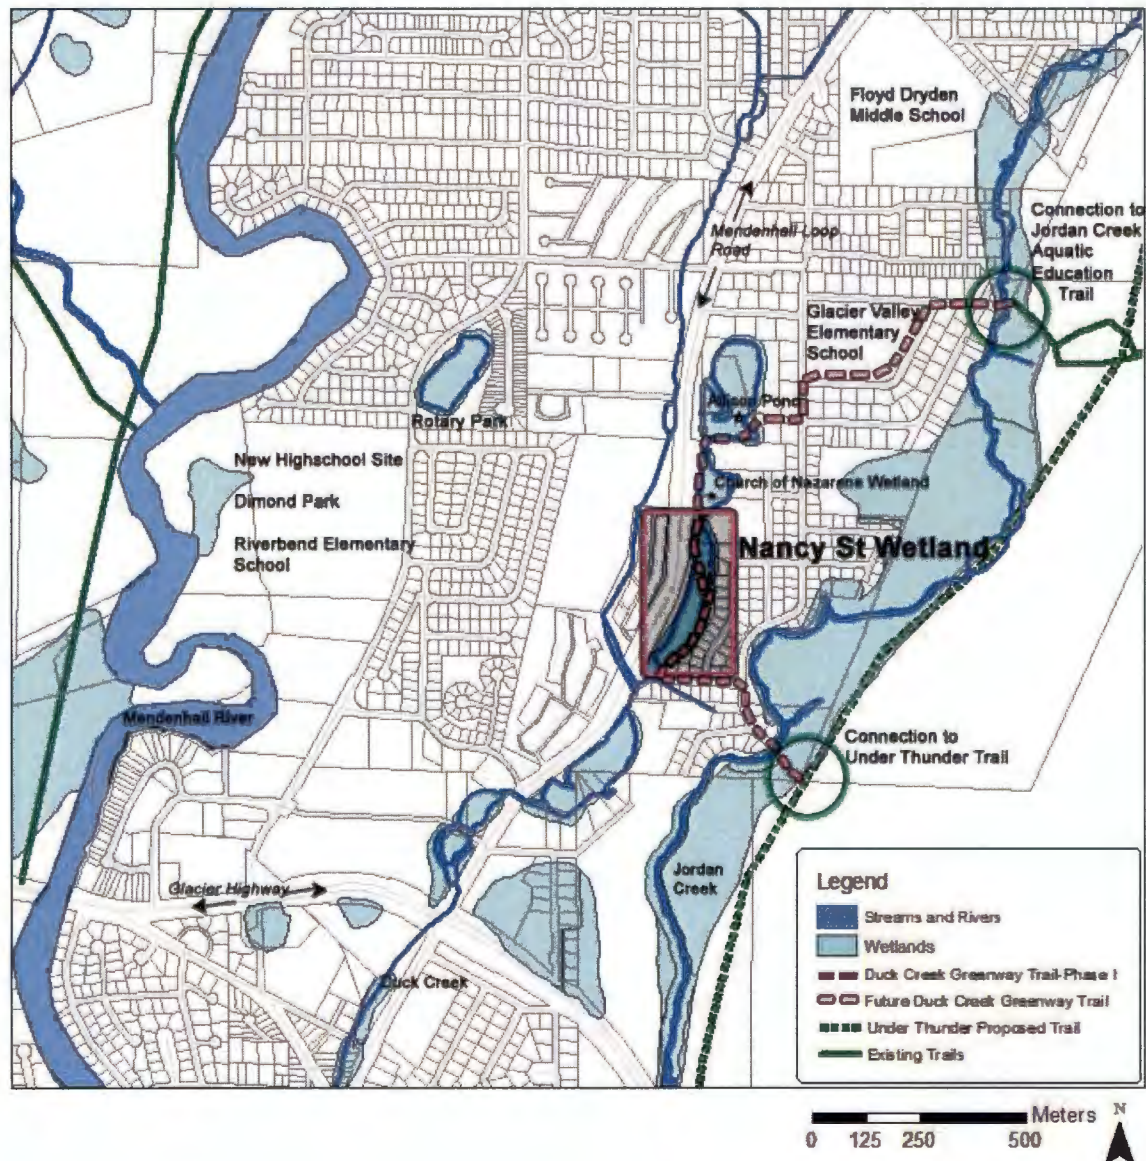 Floyd Dryden
Middle School
Connection to
Jordan Creek
Aquatic
Education
Trail
Mendenhall Loop
Road
Glacier Valley
Elementary
School
Allison Pond
Rotary Park
New Highschool Site
Dimond Park
Riverbend Elementary
School
Church of Nazarene Wetland
Nancy St Wetland
Mendenhall River
Connection to
Under Thunder Trail
Jordan
Creek
Glacier Highway
Duck Creek
Legend
Streams and Rivers
Wetlands
Duck Creek Greenway Trail-Phase I
Future Duck Creek Greenway Trail
Under Thunder Proposed Trail
Existing Trails
Meters
0 125 250 500
N